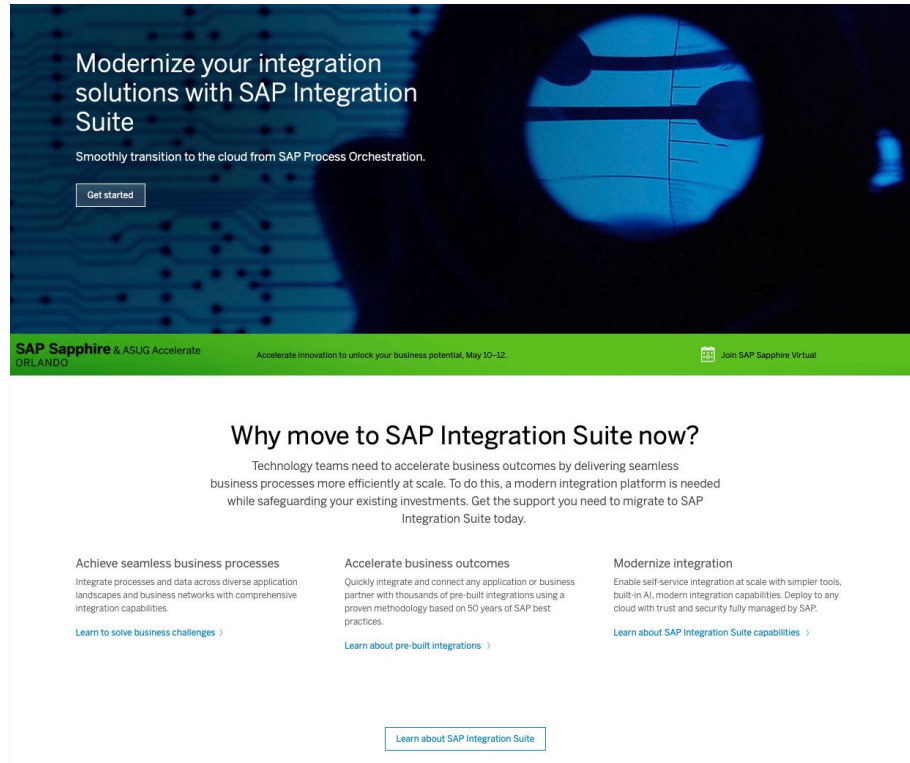 Modernize your integration
solutions with SAP Integration
Suite
Smoothly transition to the cloud from SAP Process Orchestration.
Get started
SAP Sapphire & ASUG Accelerate
ORLANDO
Accelerate innovation to unlock your business potential, May 10–12.
Join SAP Sapphire Virtual
Why move to SAP Integration Suite now?
Technology teams need to accelerate business outcomes by delivering seamless
business processes more efficiently at scale. To do this, a modern integration platform is needed
while safeguarding your existing investments. Get the support you need to migrate to SAP
Integration Suite today.
Achieve seamless business processes
Integrate processes and data across diverse application
landscapes and business networks with comprehensive
integration capabilities.
Learn to solve business challenges 〉
Accelerate business outcomes
Quickly integrate and connect any application or business
partner with thousands of pre-built integrations using a
proven methodology based on 50 years of SAP best
practices.
Learn about pre-built integrations 〉
Modernize integration
Enable self-service integration at scale with simpler tools,
built-in AI, modern integration capabilities. Deploy to any
cloud with trust and security fully managed by SAP.
Learn about SAP Integration Suite capabilities 〉
Learn about SAP Integration Suite